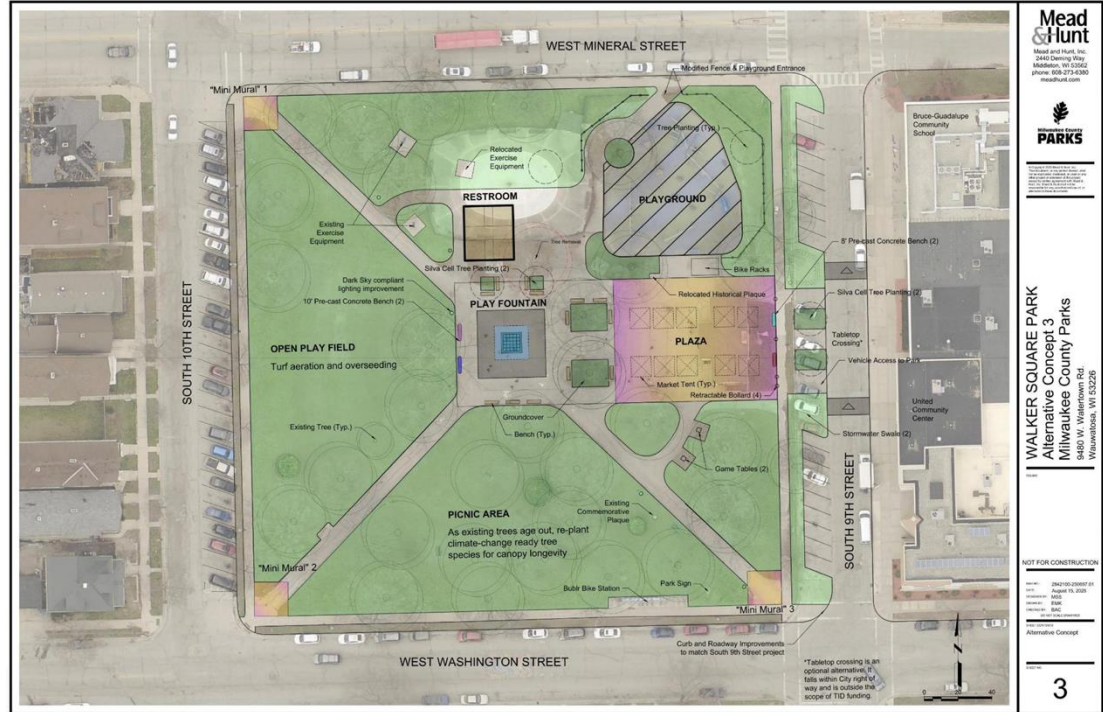 WEST MINERAL STREET
Modified Fence & Playground Entrance
"Mini Mural" 1
Tree Planting (Typ.)
Bruce-Guadalupe
Community
School
Relocated
Exercise
Equipment
RESTROOM
PLAYGROUND
Existing
Exercise
Equipment
Tree Removal
8' Pre-cast Concrete Bench (2)
Silva Cell Tree Planting (2)
Bike Racks
Dark Sky compliant
lighting improvement
10' Pre-cast Concrete Bench (2)
PLAY FOUNTAIN
Relocated Historical Plaque
Silva Cell Tree Planting (2)
SOUTH 10TH STREET
OPEN PLAY FIELD
Turf aeration and overseeding
PLAZA
Tabletop
Crossing*
Vehicle Access to Park
Market Tent (Typ.)
Retractable Bollard (4)
United
Community
Center
Groundcover
Bench (Typ.)
Existing Tree (Typ.)
Stormwater Swale (2)
Game Tables (2)
SOUTH 9TH STREET
PICNIC AREA
As existing trees age out, re-plant
climate-change ready tree
species for canopy longevity
Existing
Commemorative
Plaque
"Mini Mural" 2
Bublr Bike Station
Park Sign
"Mini Mural" 3
Curb and Roadway Improvements
to match South 9th Street project
WEST WASHINGTON STREET
*Tabletop crossing is an
optional alternative. It
falls within City right of
way and is outside the
scope of TID funding.
0 20 40
Mead
&Hunt
Mead and Hunt, Inc.
2440 Deming Way
Middleton, WI 53562
phone: 608-273-6380
meadhunt.com
Milwaukee County
PARKS
WALKER SQUARE PARK
Alternative Concept 3
Milwaukee County Parks
9480 W. Watertown Rd.
Wauwatosa, WI 53226
NOT FOR CONSTRUCTION
August 15, 2025
Alternative Concept
3